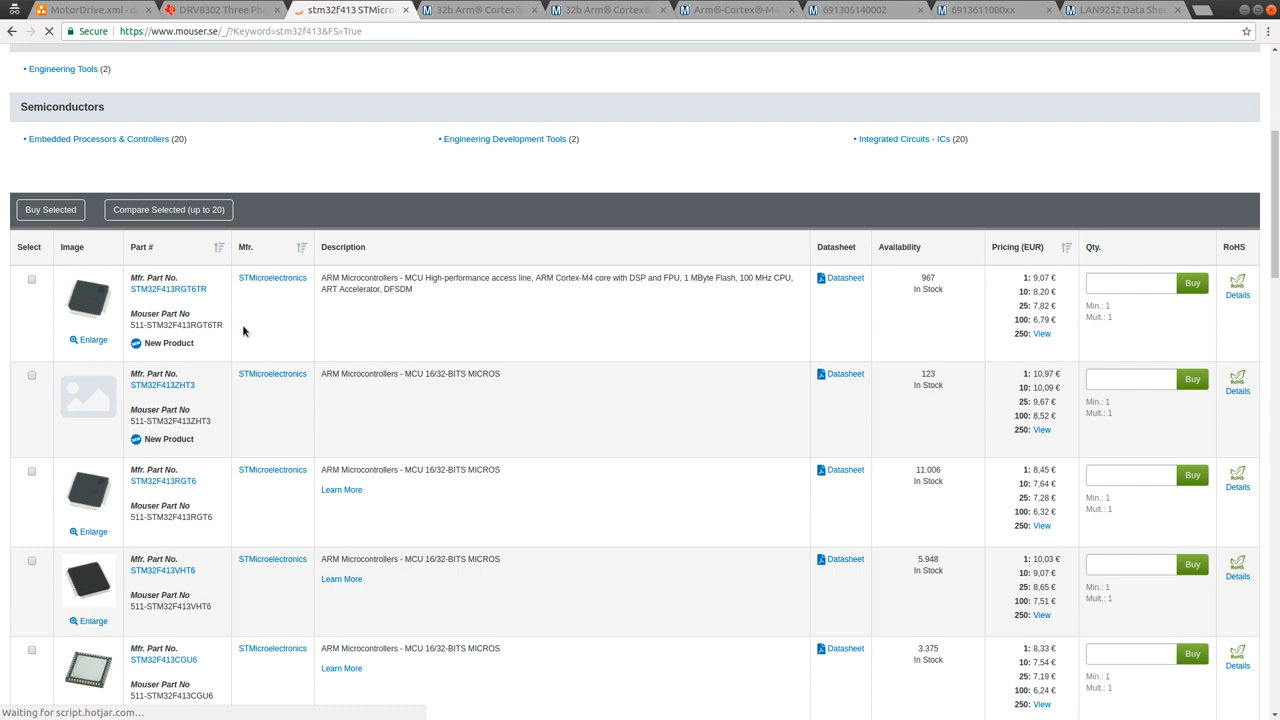 MotorDrive.xml - d
DRV8302 Three Pha
stm32f413 STMicro
32b Arm® Cortex®
32b Arm® Cortex®
Arm®-Cortex®-M4
691305140002
6913611000xx
LAN9252 Data She
Secure https://www.mouser.se/_/?Keyword=stm32f413&FS=True
• Engineering Tools (2)
Semiconductors
• Embedded Processors & Controllers (20) • Engineering Development Tools (2) • Integrated Circuits - ICs (20)
Buy Selected Compare Selected (up to 20)
Select Image Part # Mfr. Description Datasheet Availability Pricing (EUR) Qty. RoHS
Enlarge
Mfr. Part No.
STM32F413RGT6TR
Mouser Part No
511-STM32F413RGT6TR
New Product
STMicroelectronics
ARM Microcontrollers - MCU High-performance access line, ARM Cortex-M4 core with DSP and FPU, 1 MByte Flash, 100 MHz CPU,
ART Accelerator, DFSDM
Datasheet
967
In Stock
1: 9,07 €
10: 8,20 €
25: 7,82 €
100: 6,79 €
250: View
Buy
Min.: 1
Mult.: 1
RoHS
Details
Mfr. Part No.
STM32F413ZHT3
Mouser Part No
511-STM32F413ZHT3
New Product
STMicroelectronics
ARM Microcontrollers - MCU 16/32-BITS MICROS
Datasheet
123
In Stock
1: 10,97 €
10: 10,09 €
25: 9,67 €
100: 8,52 €
250: View
Buy
Min.: 1
Mult.: 1
RoHS
Details
Enlarge
Mfr. Part No.
STM32F413RGT6
Mouser Part No
511-STM32F413RGT6
STMicroelectronics
ARM Microcontrollers - MCU 16/32-BITS MICROS
Learn More
Datasheet
11.006
In Stock
1: 8,45 €
10: 7,64 €
25: 7,28 €
100: 6,32 €
250: View
Buy
Min.: 1
Mult.: 1
RoHS
Details
Enlarge
Mfr. Part No.
STM32F413VHT6
Mouser Part No
511-STM32F413VHT6
STMicroelectronics
ARM Microcontrollers - MCU 16/32-BITS MICROS
Learn More
Datasheet
5.948
In Stock
1: 10,03 €
10: 9,07 €
25: 8,65 €
100: 7,51 €
250: View
Buy
Min.: 1
Mult.: 1
RoHS
Details
Mfr. Part No.
STM32F413CGU6
Mouser Part No
511-STM32F413CGU6
STMicroelectronics
ARM Microcontrollers - MCU 16/32-BITS MICROS
Learn More
Datasheet
3.375
In Stock
1: 8,33 €
10: 7,54 €
25: 7,19 €
100: 6,24 €
250: View
Buy
Min.: 1
Mult.: 1
RoHS
Details
Waiting for script.hotjar.com...